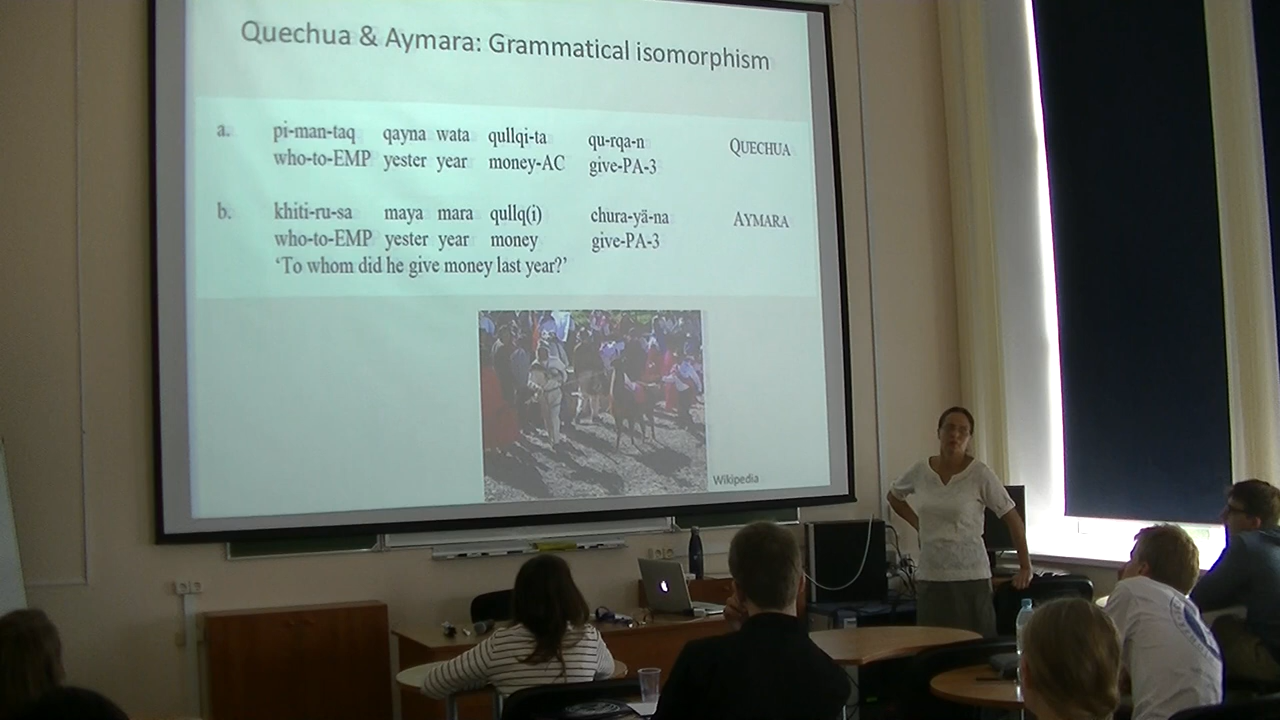 Quechua & Aymara: Grammatical isomorphism
a. pi-man-taq qayna wata qullqi-ta qu-rqa-n QUECHUA
who-to-EMP yester year money-AC give-PA-3
b. khiti-ru-sa maya mara qullq(i) chura-yä-na AYMARA
who-to-EMP yester year money give-PA-3
‘To whom did he give money last year?’
Wikipedia